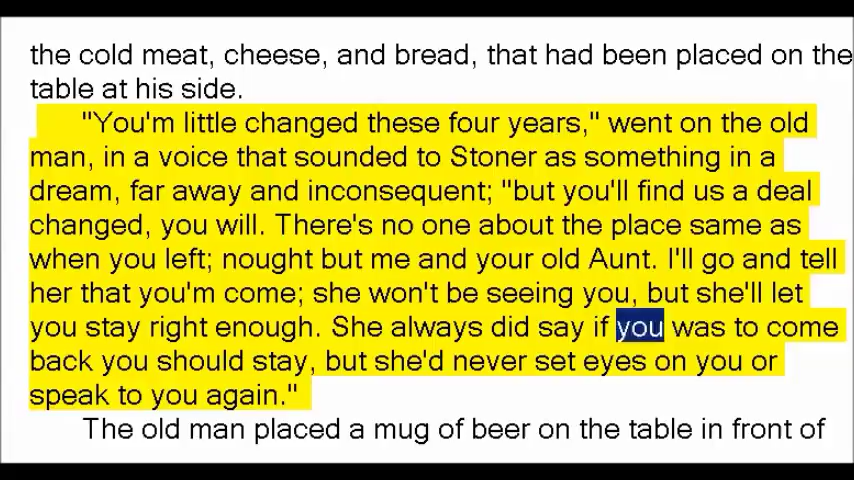 the cold meat, cheese, and bread, that had been placed on the
table at his side.
"You'm little changed these four years," went on the old
man, in a voice that sounded to Stoner as something in a
dream, far away and inconsequent; "but you'll find us a deal
changed, you will. There's no one about the place same as
when you left; nought but me and your old Aunt. I'll go and tell
her that you'm come; she won't be seeing you, but she'll let
you stay right enough. She always did say if you was to come
back you should stay, but she'd never set eyes on you or
speak to you again."
The old man placed a mug of beer on the table in front of